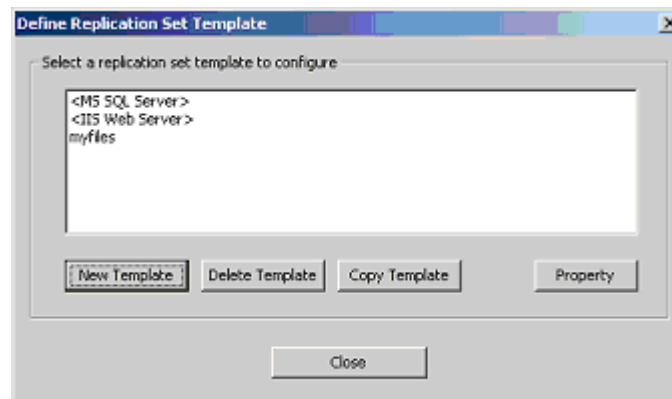 Define Replication Set Template
Select a replication set template to configure
<MS SQL Server>
<IIS Web Server>
myfiles
New Template Delete Template Copy Template Property
Close